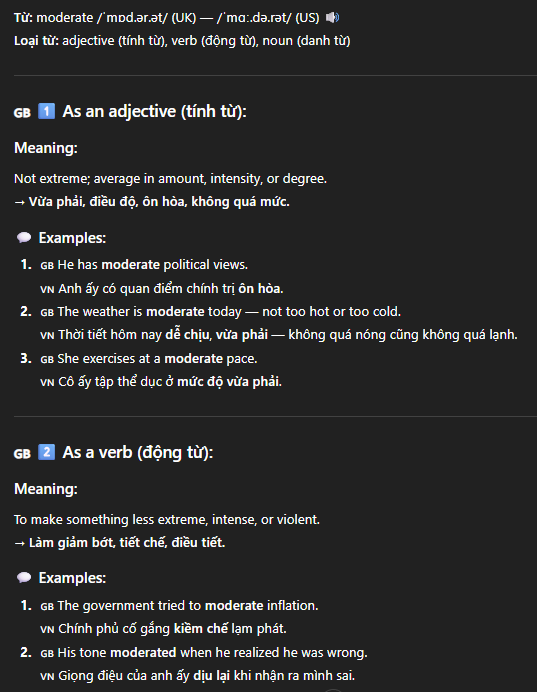 Từ: moderate /ˈmɒd.ər.ət/ (UK) — /ˈmɑː.də.rət/ (US) 🔊
Loại từ: adjective (tính từ), verb (động từ), noun (danh từ)
GB 1️⃣ As an adjective (tính từ):
Meaning:
Not extreme; average in amount, intensity, or degree.
→ Vừa phải, điều độ, ôn hòa, không quá mức.
💬 Examples:
1. GB He has moderate political views.
VN Anh ấy có quan điểm chính trị ôn hòa.
2. GB The weather is moderate today — not too hot or too cold.
VN Thời tiết hôm nay dễ chịu, vừa phải — không quá nóng cũng không quá lạnh.
3. GB She exercises at a moderate pace.
VN Cô ấy tập thể dục ở mức độ vừa phải.
GB 2️⃣ As a verb (động từ):
Meaning:
To make something less extreme, intense, or violent.
→ Làm giảm bớt, tiết chế, điều tiết.
💬 Examples:
1. GB The government tried to moderate inflation.
VN Chính phủ cố gắng kiềm chế lạm phát.
2. GB His tone moderated when he realized he was wrong.
VN Giọng điệu của anh ấy dịu lại khi nhận ra mình sai.